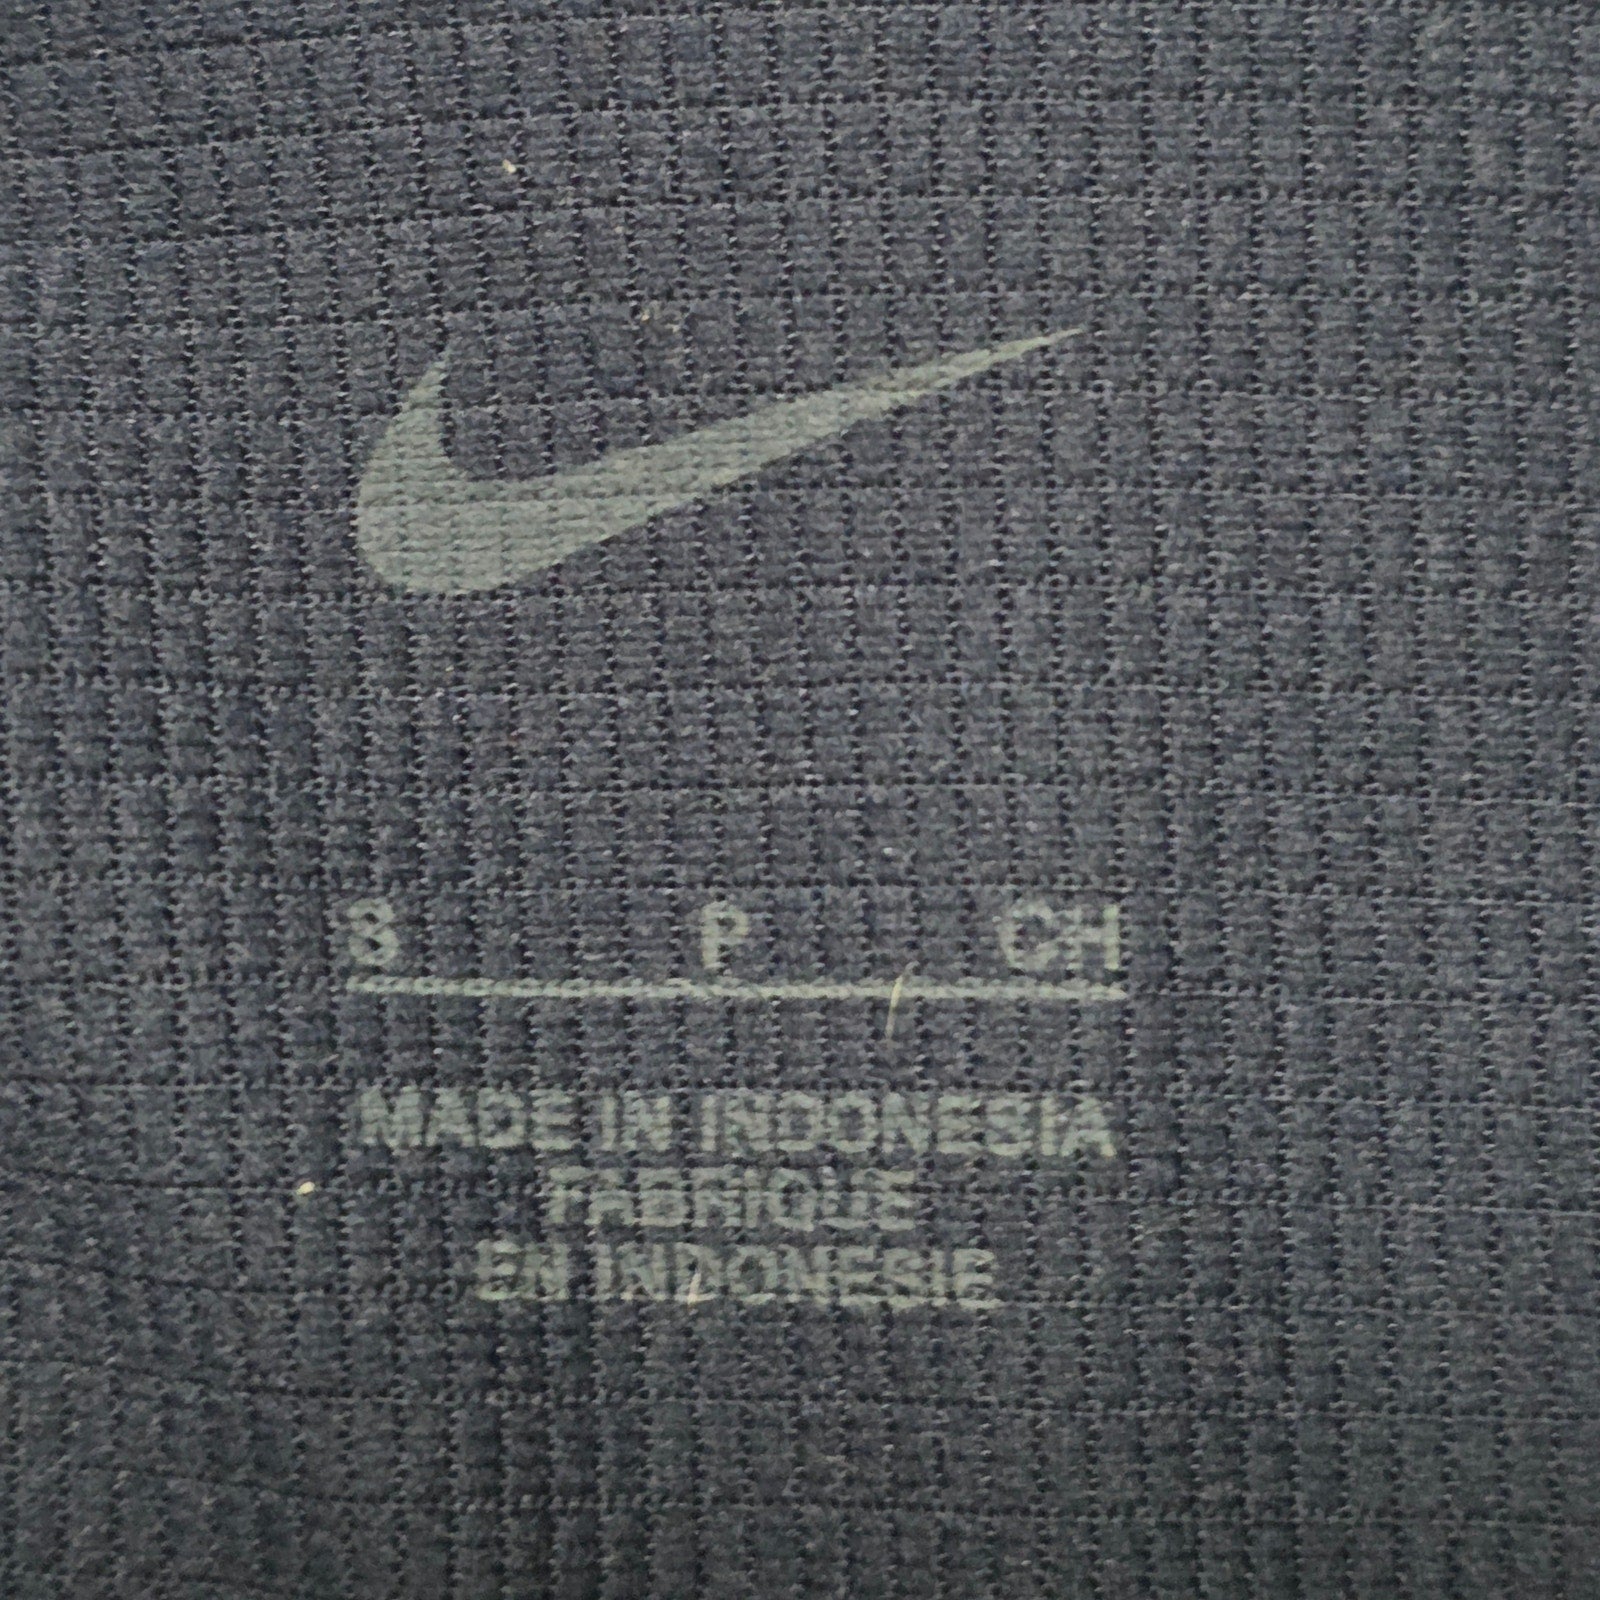 S P CH
MADE IN INDONESIA
FABRIQUE
EN INDONESIE